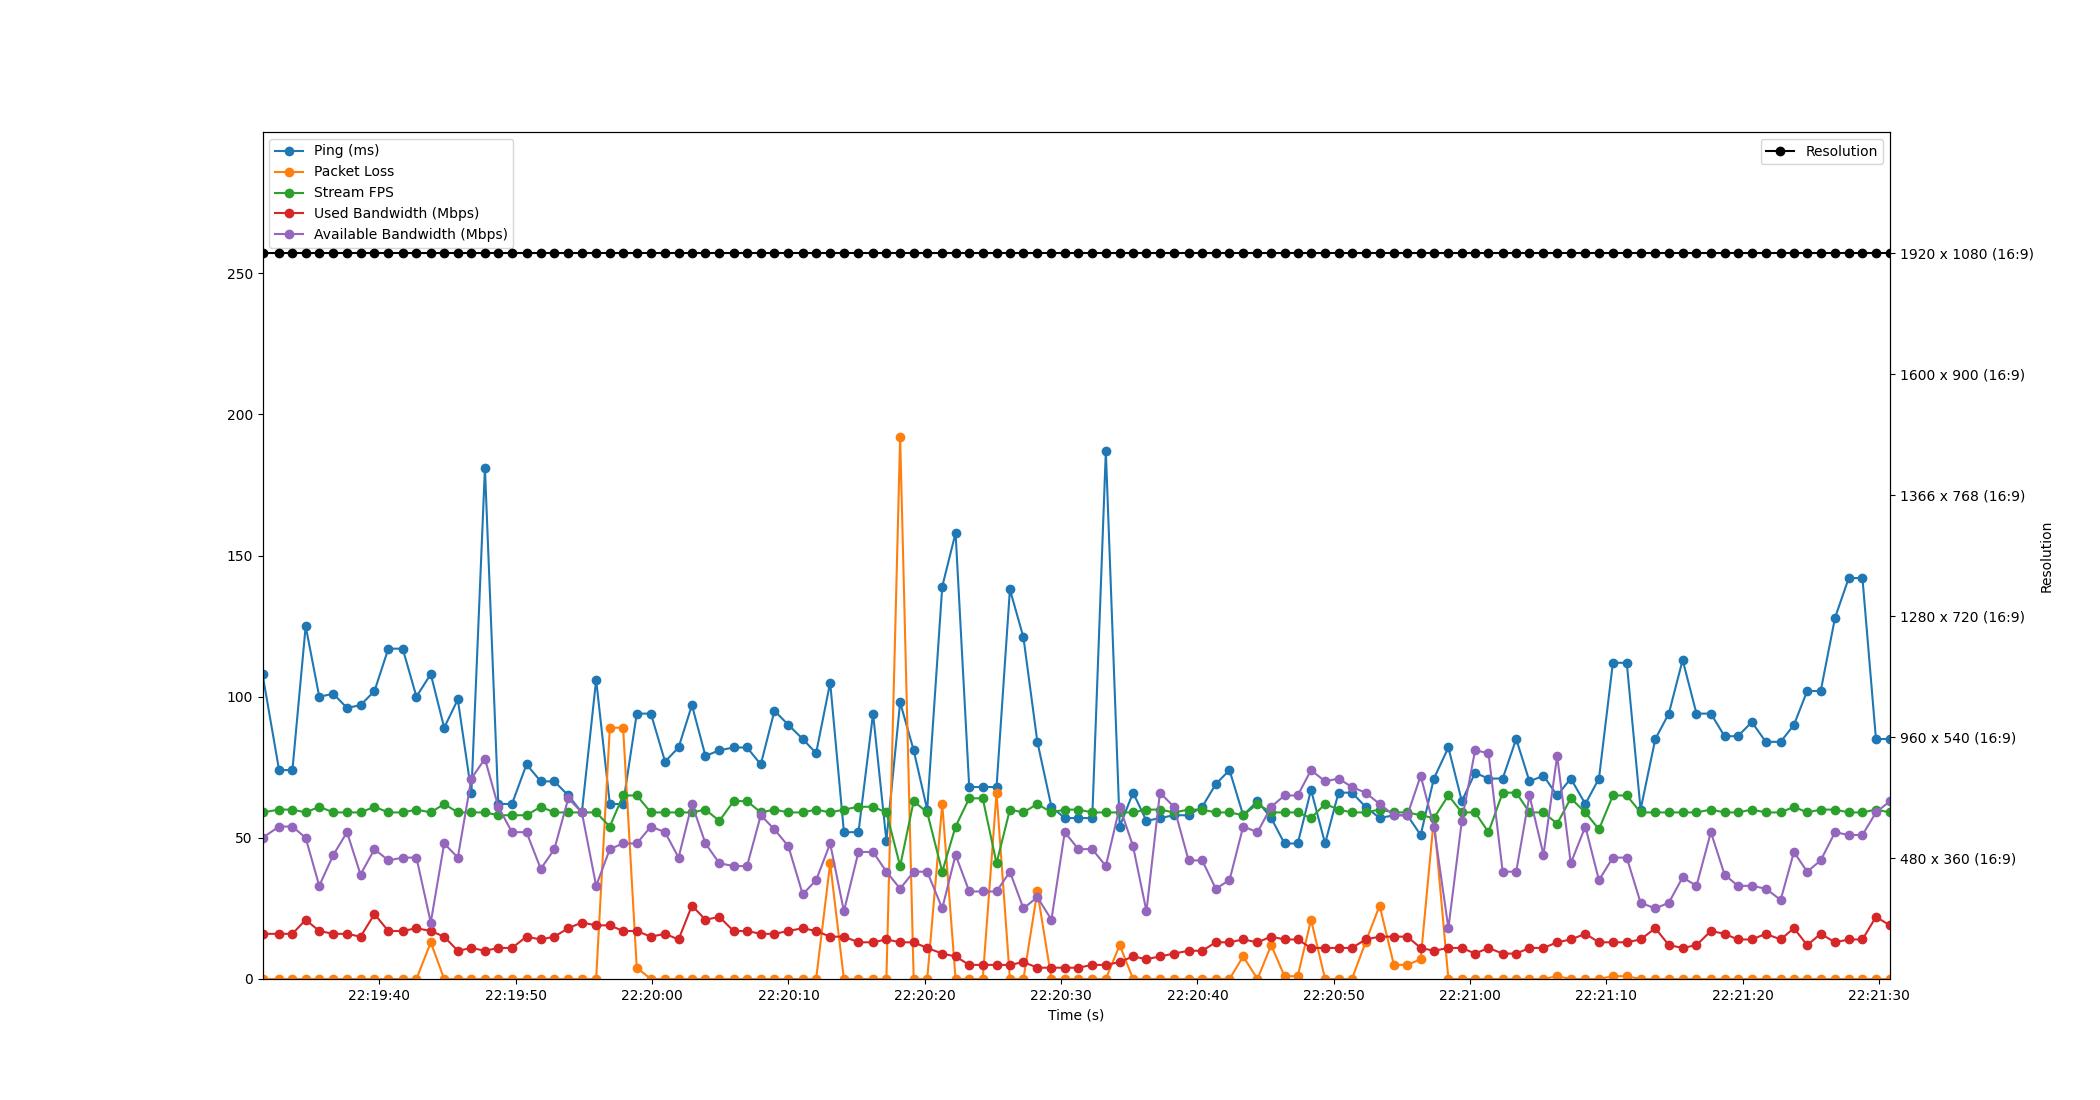 Ping (ms)
Packet Loss
Stream FPS
Used Bandwidth (Mbps)
Available Bandwidth (Mbps)
Resolution
250
200
150
100
50
0
1920 x 1080 (16:9)
1600 x 900 (16:9)
1366 x 768 (16:9)
1280 x 720 (16:9)
960 x 540 (16:9)
480 x 360 (16:9)
Resolution
22:19:40
22:19:50
22:20:00
22:20:10
22:20:20
22:20:30
22:20:40
22:20:50
22:21:00
22:21:10
22:21:20
22:21:30
Time (s)